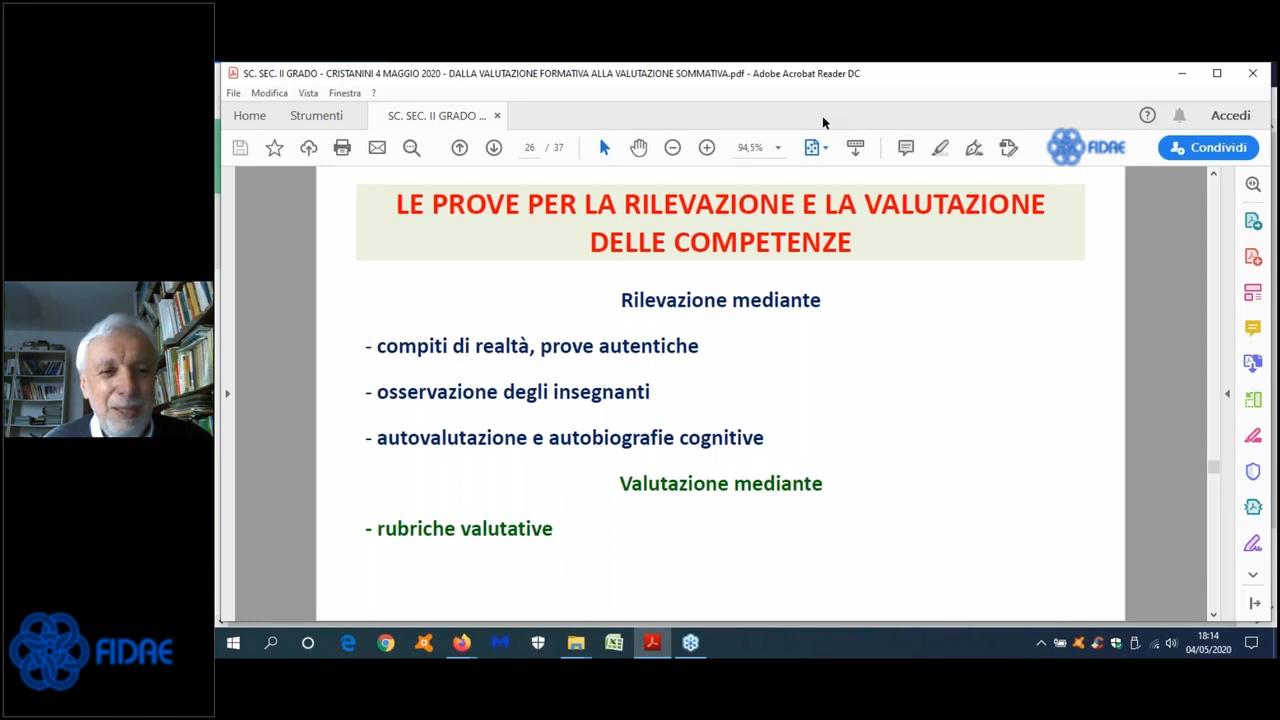 SC. SEC. II GRADO - CRISTANINI 4 MAGGIO 2020 - DALLA VALUTAZIONE FORMATIVA ALLA VALUTAZIONE SOMMATIVA.pdf - Adobe Acrobat Reader DC
File Modifica Vista Finestra ?
Home Strumenti SC. SEC. II GRADO ... × ? Accedi
26 / 37 94,5% FIDAE Condividi
LE PROVE PER LA RILEVAZIONE E LA VALUTAZIONE
DELLE COMPETENZE
Rilevazione mediante
- compiti di realtà, prove autentiche
- osservazione degli insegnanti
- autovalutazione e autobiografie cognitive
Valutazione mediante
- rubriche valutative
FIDAE
18:14
04/05/2020